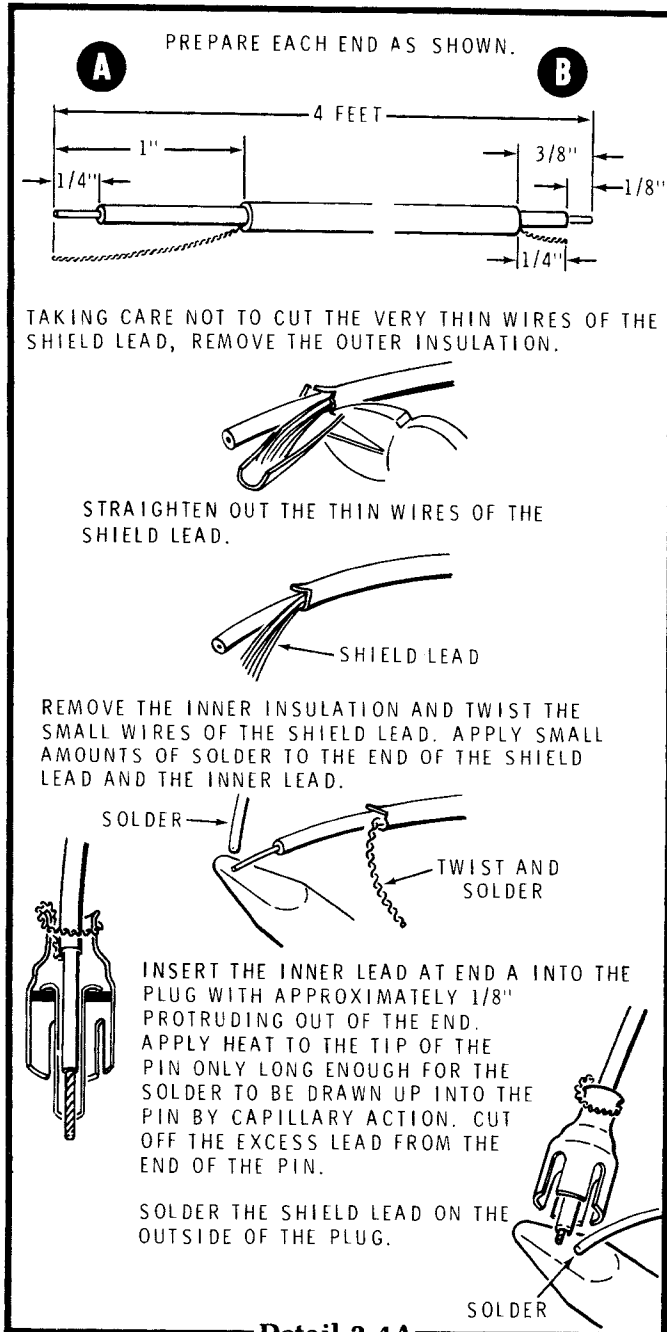 PREPARE EACH END AS SHOWN.
A
B
4 FEET
1"
3/8"
1/4"
1/8"
1/4"
TAKING CARE NOT TO CUT THE VERY THIN WIRES OF THE
SHIELD LEAD, REMOVE THE OUTER INSULATION.
STRAIGHTEN OUT THE THIN WIRES OF THE
SHIELD LEAD.
SHIELD LEAD
REMOVE THE INNER INSULATION AND TWIST THE
SMALL WIRES OF THE SHIELD LEAD. APPLY SMALL
AMOUNTS OF SOLDER TO THE END OF THE SHIELD
LEAD AND THE INNER LEAD.
SOLDER
TWIST AND
SOLDER
INSERT THE INNER LEAD AT END A INTO THE
PLUG WITH APPROXIMATELY 1/8"
PROTRUDING OUT OF THE END.
APPLY HEAT TO THE TIP OF THE
PIN ONLY LONG ENOUGH FOR THE
SOLDER TO BE DRAWN UP INTO THE
PIN BY CAPILLARY ACTION. CUT
OFF THE EXCESS LEAD FROM THE
END OF THE PIN.
SOLDER THE SHIELD LEAD ON THE
OUTSIDE OF THE PLUG.
SOLDER